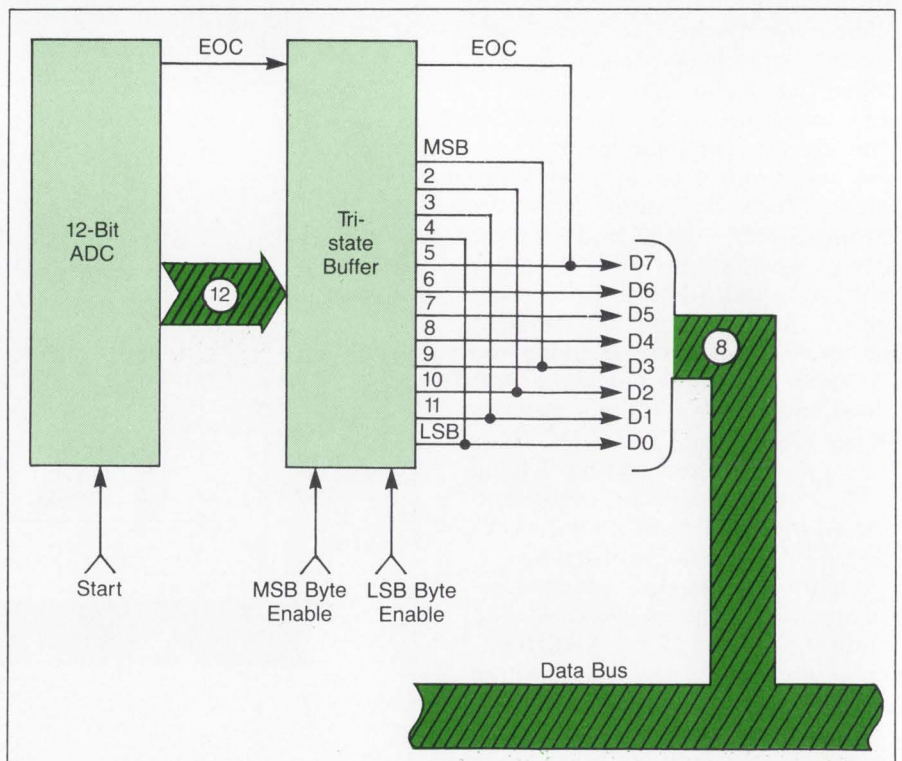 EOC
EOC
MSB
2
3
4
5
6
7
8
9
10
11
LSB
12-Bit
ADC
12
Tri-
state
Buffer
D7
D6
D5
D4
D3
D2
D1
D0
8
Start
MSB Byte
Enable
LSB Byte
Enable
Data Bus